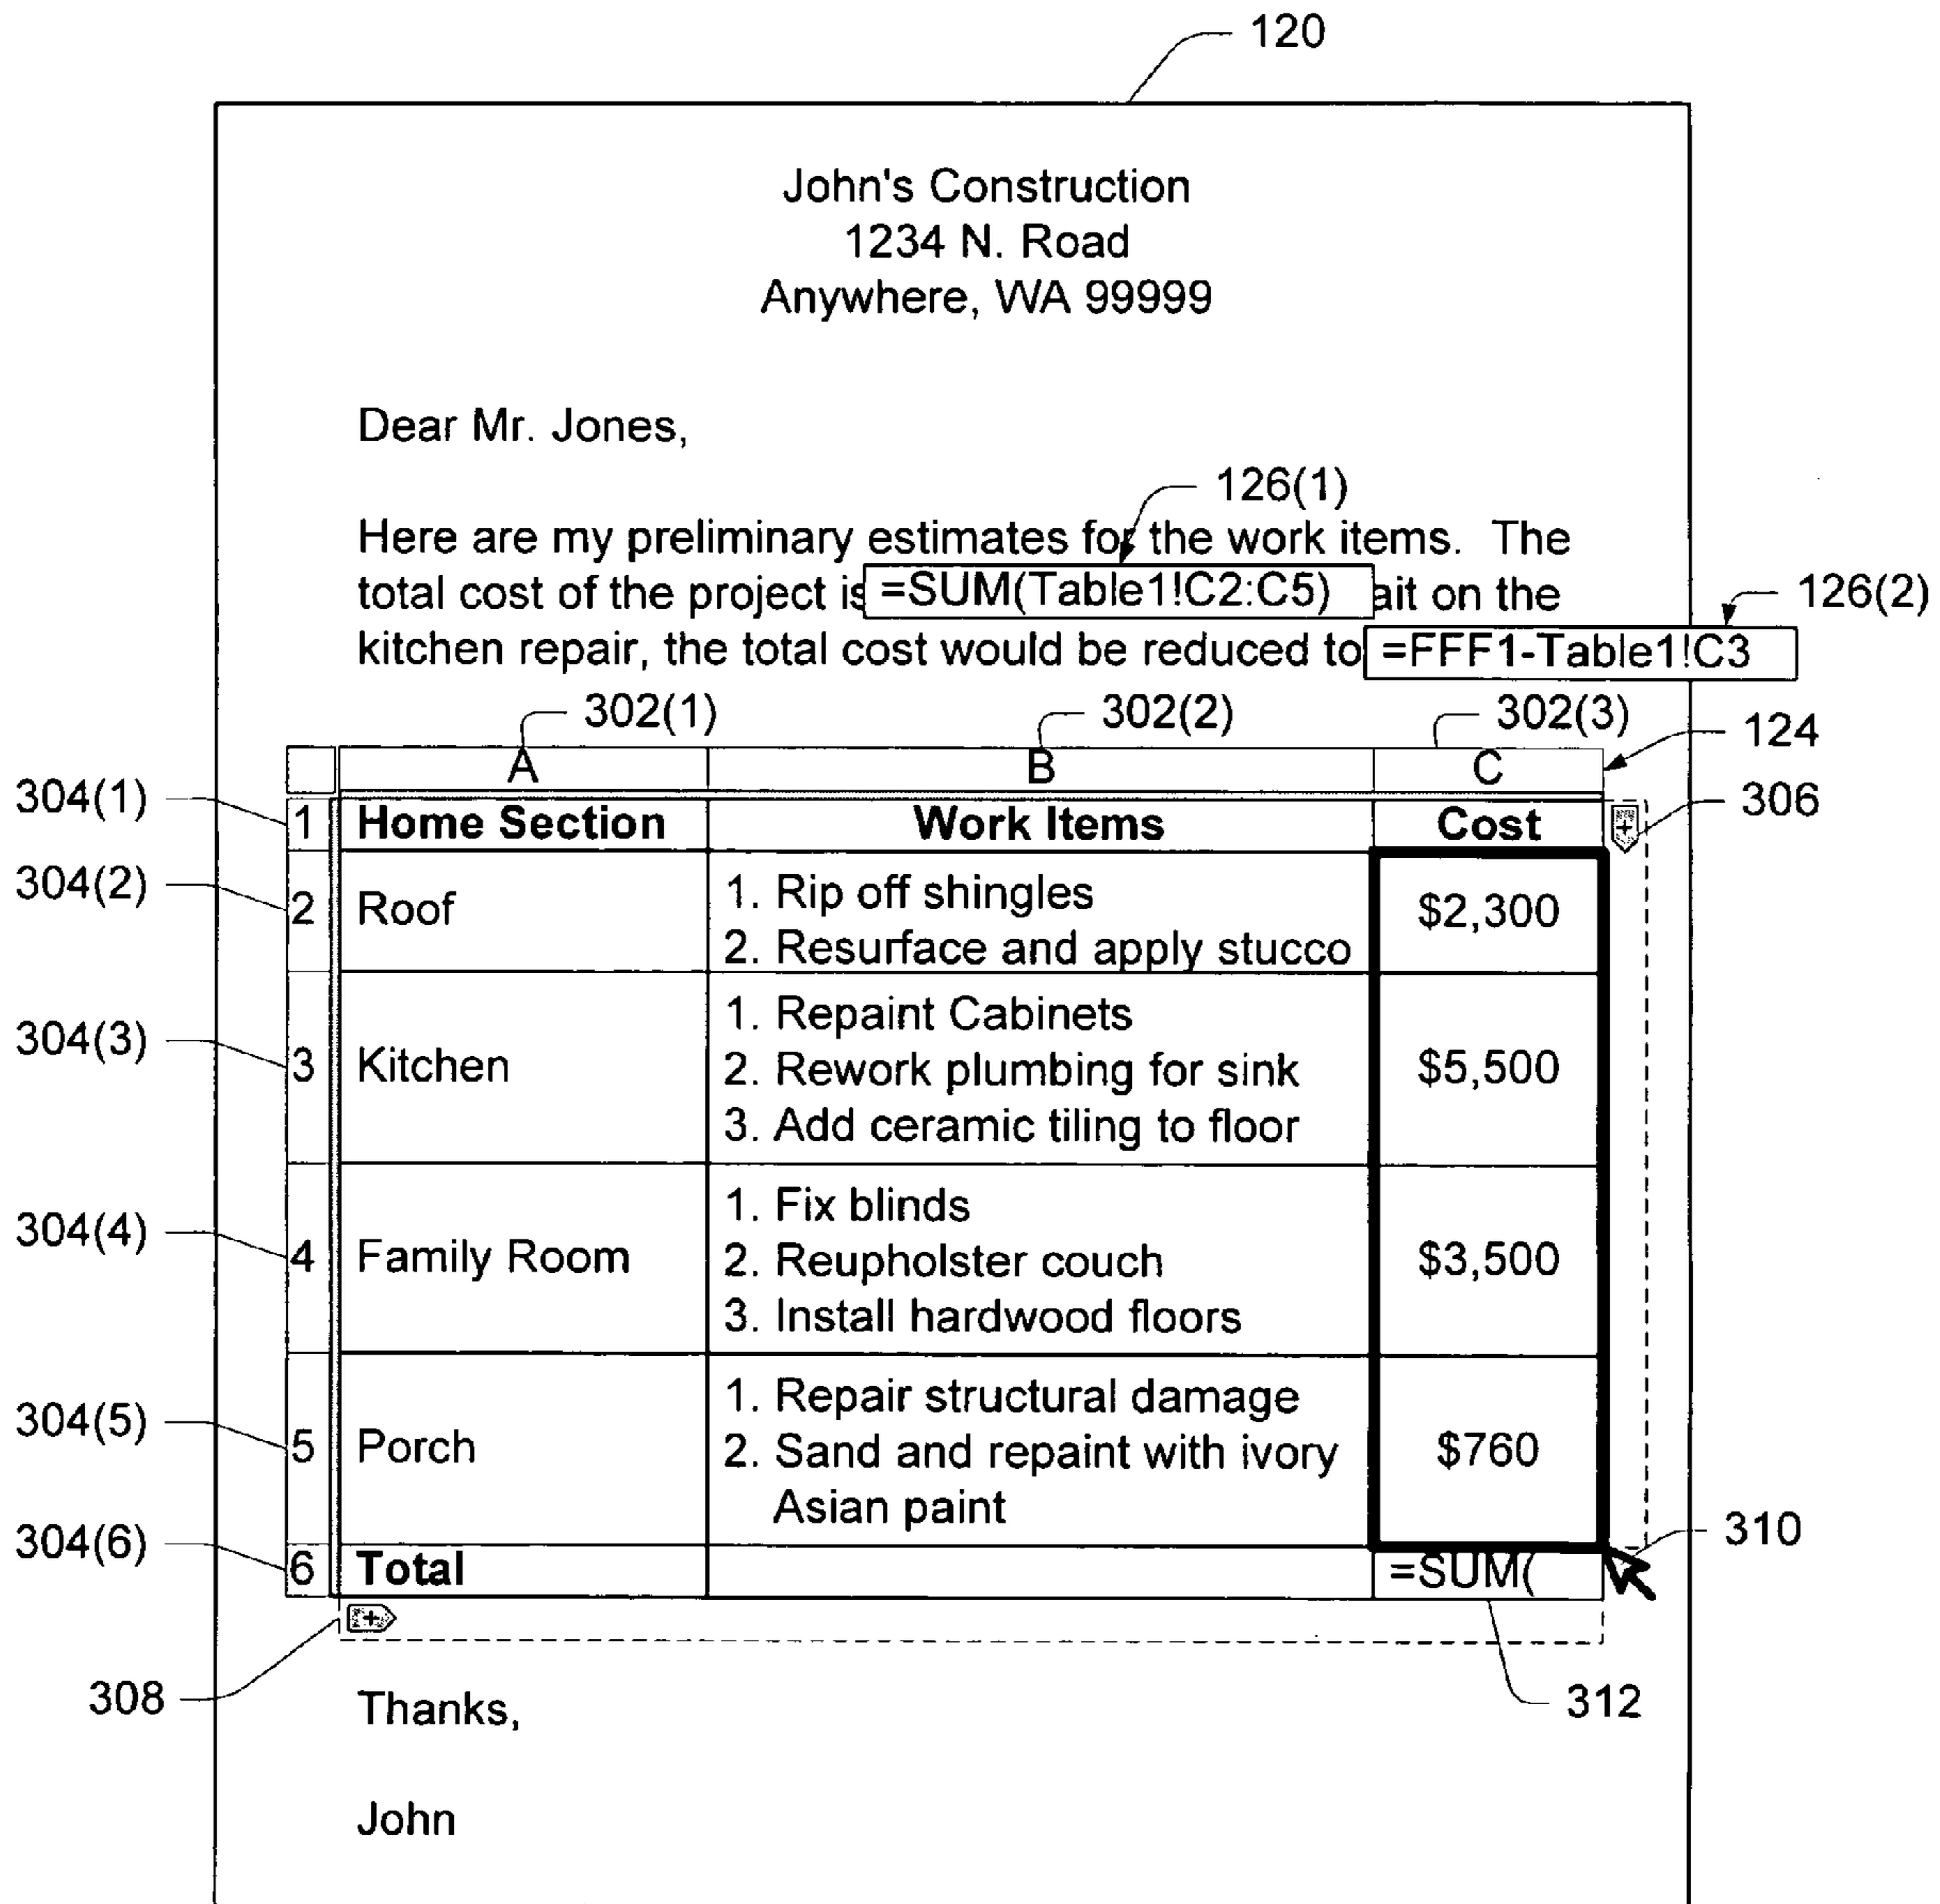 120
John's Construction
1234 N. Road
Anywhere, WA 99999
Dear Mr. Jones,
126(1)
Here are my preliminary estimates for the work items. The
total cost of the project is =SUM(Table1!C2:C5) ait on the
126(2)
kitchen repair, the total cost would be reduced to =FFF1-Table1!C3
302(1) 302(2) 302(3)
124
A B C
304(1) 306
1 Home Section Work Items Cost
304(2)
2 Roof 1. Rip off shingles $2,300
2. Resurface and apply stucco
304(3)
3 Kitchen 1. Repaint Cabinets $5,500
2. Rework plumbing for sink
3. Add ceramic tiling to floor
304(4)
4 Family Room 1. Fix blinds $3,500
2. Reupholster couch
3. Install hardwood floors
304(5)
5 Porch 1. Repair structural damage $760
2. Sand and repaint with ivory
Asian paint
304(6) 310
6 Total =SUM(
308 312
Thanks,
John